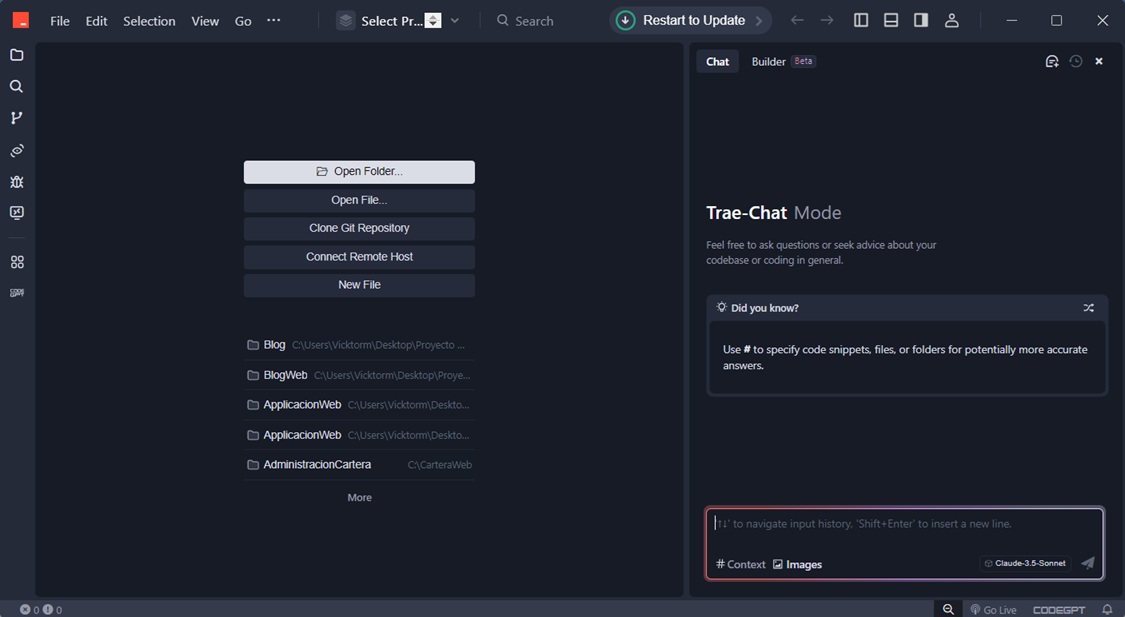 File Edit Selection View Go ··· Select Pr... Search Restart to Update
Chat Builder Beta
Open Folder...
Open File...
Clone Git Repository
Connect Remote Host
New File
Blog C:\Users\Vicktorm\Desktop\Proyecto ...
BlogWeb C:\Users\Vicktorm\Desktop\Proye...
ApplicacionWeb C:\Users\Vicktorm\Deskto...
ApplicacionWeb C:\Users\Vicktorm\Deskto...
AdministracionCartera C:\CarteraWeb
More
Trae-Chat Mode
Feel free to ask questions or seek advice about your
codebase or coding in general.
Did you know?
Use # to specify code snippets, files, or folders for potentially more accurate
answers.
'↑↓' to navigate input history, 'Shift+Enter' to insert a new line.
# Context Images Claude-3.5-Sonnet
0 0 Go Live CODEGPT